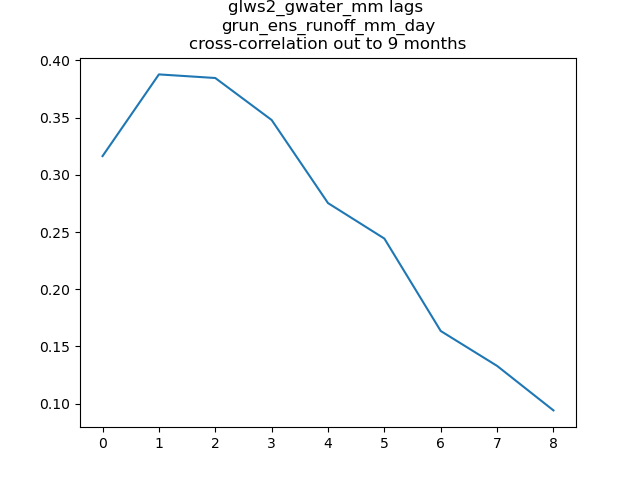 glws2_gwater_mm lags
grun_ens_runoff_mm_day
cross-correlation out to 9 months
0.40
0.35
0.30
0.25
0.20
0.15
0.10
0 1 2 3 4 5 6 7 8